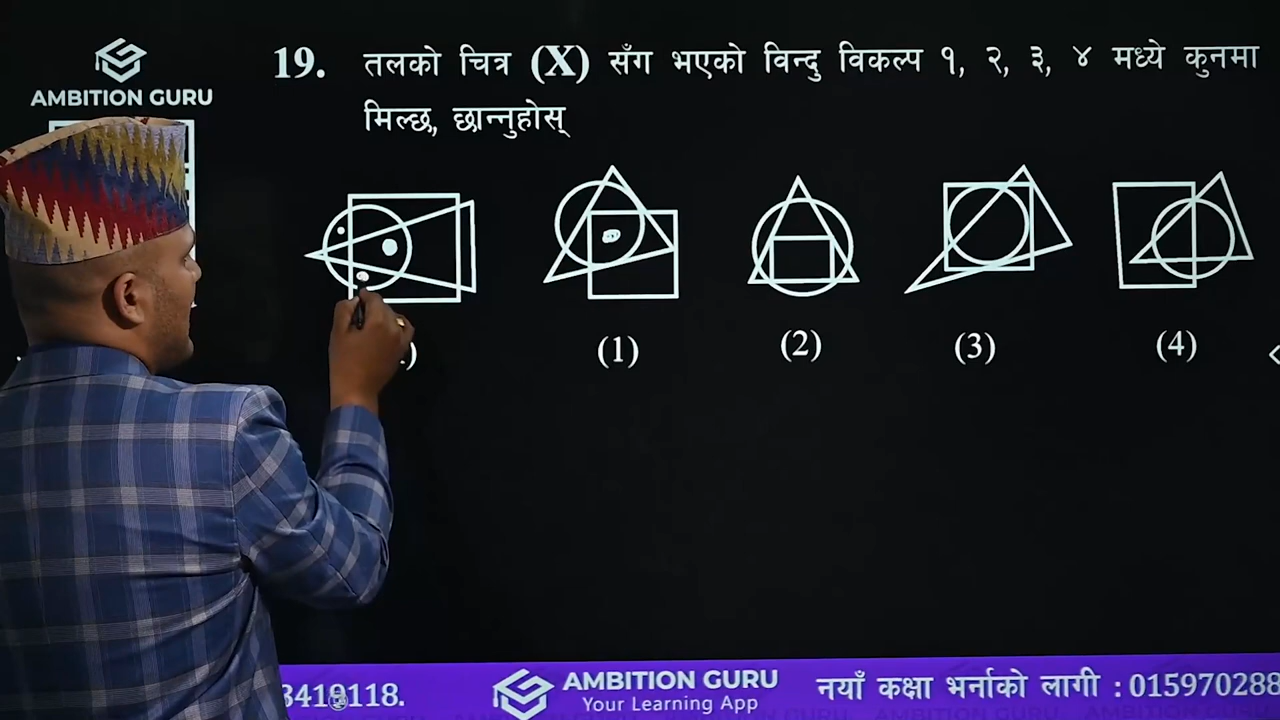 AMBITION GURU
19. तलको चित्र (X) सँग भएको विन्दु विकल्प १, २, ३, ४ मध्ये कुनमा
मिल्छ, छान्नुहोस्
(1) (2) (3) (4)
3419118.
AMBITION GURU
Your Learning App
नयाँ कक्षा भर्नाको लागी : 015970288